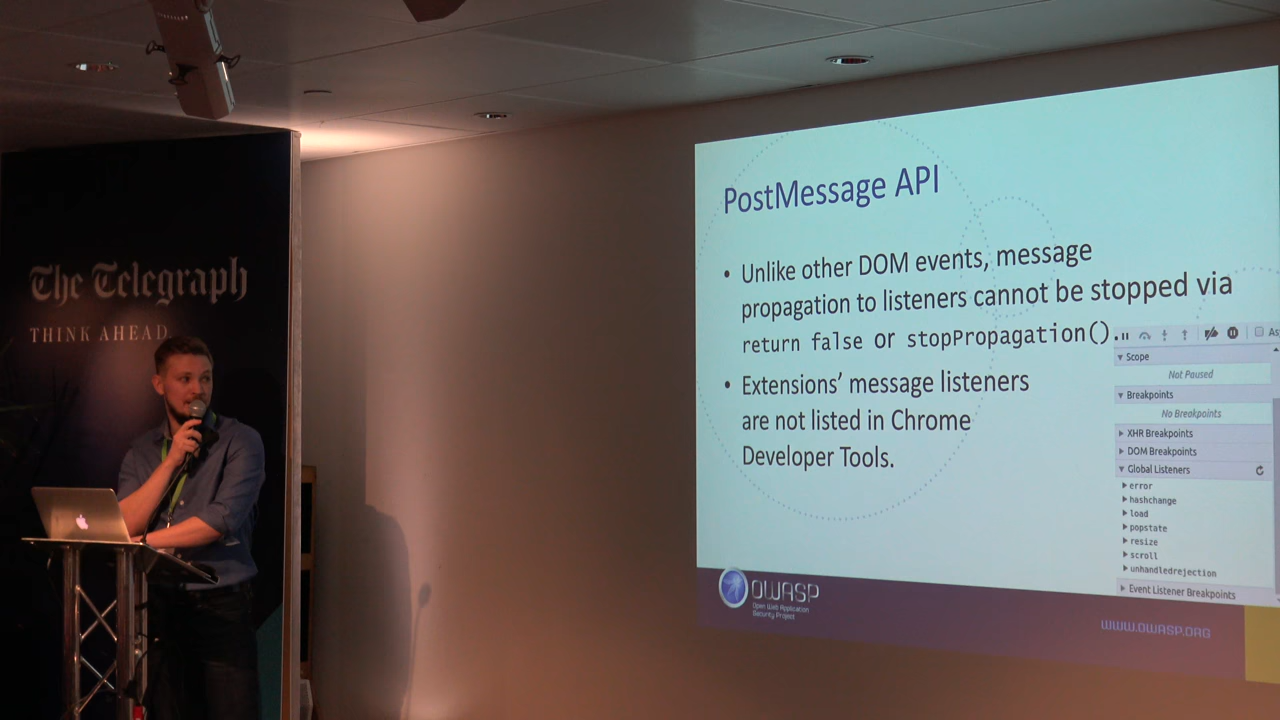 The Telegraph
THINK AHEAD
PostMessage API
• Unlike other DOM events, message
propagation to listeners cannot be stopped via
return false or stopPropagation().
• Extensions’ message listeners
are not listed in Chrome
Developer Tools.
Scope
Not Paused
Breakpoints
No Breakpoints
XHR Breakpoints
DOM Breakpoints
Global Listeners
error
hashchange
load
popstate
resize
scroll
unhandledrejection
Event Listener Breakpoints
OWASP
Open Web Application
Security Project
WWW.OWASP.ORG